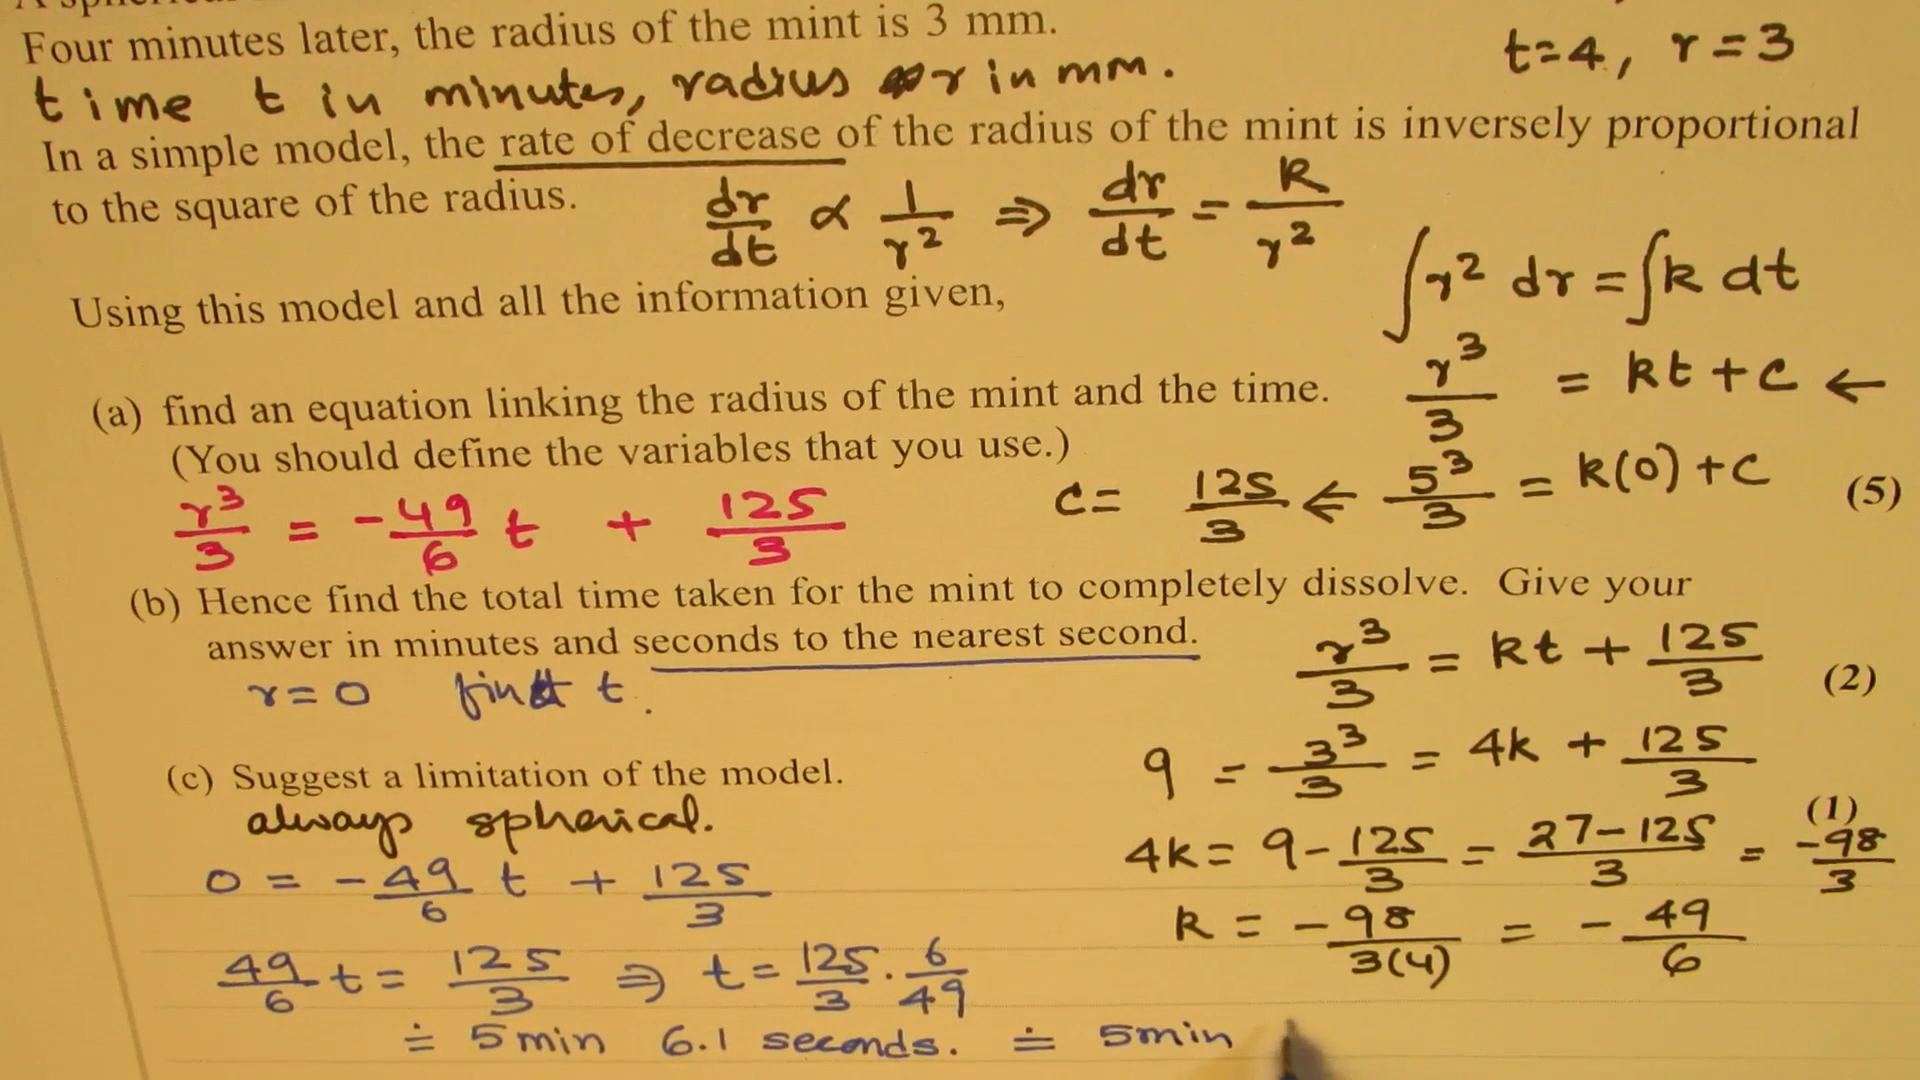 Four minutes later, the radius of the mint is 3 mm.
t=4, r=3
time t in minutes, radius r in mm.
In a simple model, the rate of decrease of the radius of the mint is inversely proportional
to the square of the radius.
dr/dt ∝ 1/r² ⇒ dr/dt = k/r²
∫r² dr = ∫k dt
Using this model and all the information given,
r³/3 = kt + c ←
(a) find an equation linking the radius of the mint and the time.
(You should define the variables that you use.)
c = 125/3 ⇐ 5³/3 = k(0) + c
(5)
r³/3 = -49/6 t + 125/3
(b) Hence find the total time taken for the mint to completely dissolve. Give your
answer in minutes and seconds to the nearest second.
r³/3 = kt + 125/3
(2)
r=0 find t.
9 = 3³/3 = 4k + 125/3
(c) Suggest a limitation of the model.
(1)
always spherical.
4k = 9 - 125/3 = 27-125/3 = -98/3
0 = -49/6 t + 125/3
k = -98/3(4) = - 49/6
49/6 t = 125/3 ⇒ t = 125/3 . 6/49
≐ 5 min 6.1 seconds. ≐ 5 min